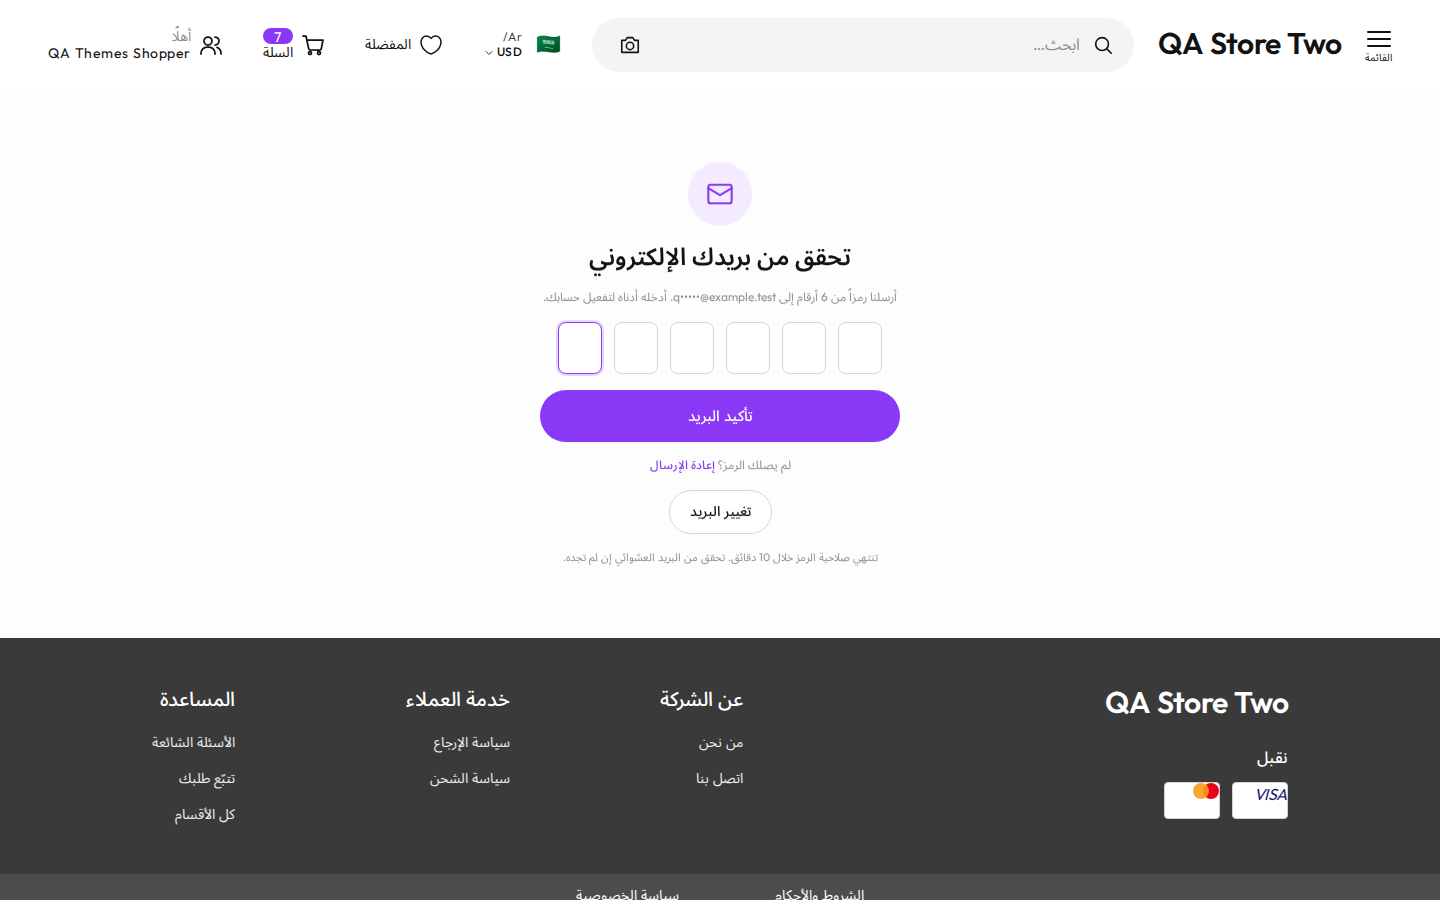 القائمة
QA Store Two
ابحث...
Ar/
USD
المفضلة
7
السلة
أهلًا
QA Themes Shopper
تحقق من بريدك الإلكتروني
أرسلنا رمزاً من 6 أرقام إلى q•••••@example.test. أدخله أدناه لتفعيل حسابك.
تأكيد البريد
لم يصلك الرمز؟ إعادة الإرسال
تغيير البريد
تنتهي صلاحية الرمز خلال 10 دقائق. تحقق من البريد العشوائي إن لم تجده.
QA Store Two
نقبل
VISA
عن الشركة
من نحن
اتصل بنا
خدمة العملاء
سياسة الإرجاع
سياسة الشحن
المساعدة
الأسئلة الشائعة
تتبّع طلبك
كل الأقسام
الشروط والأحكام
سياسة الخصوصية